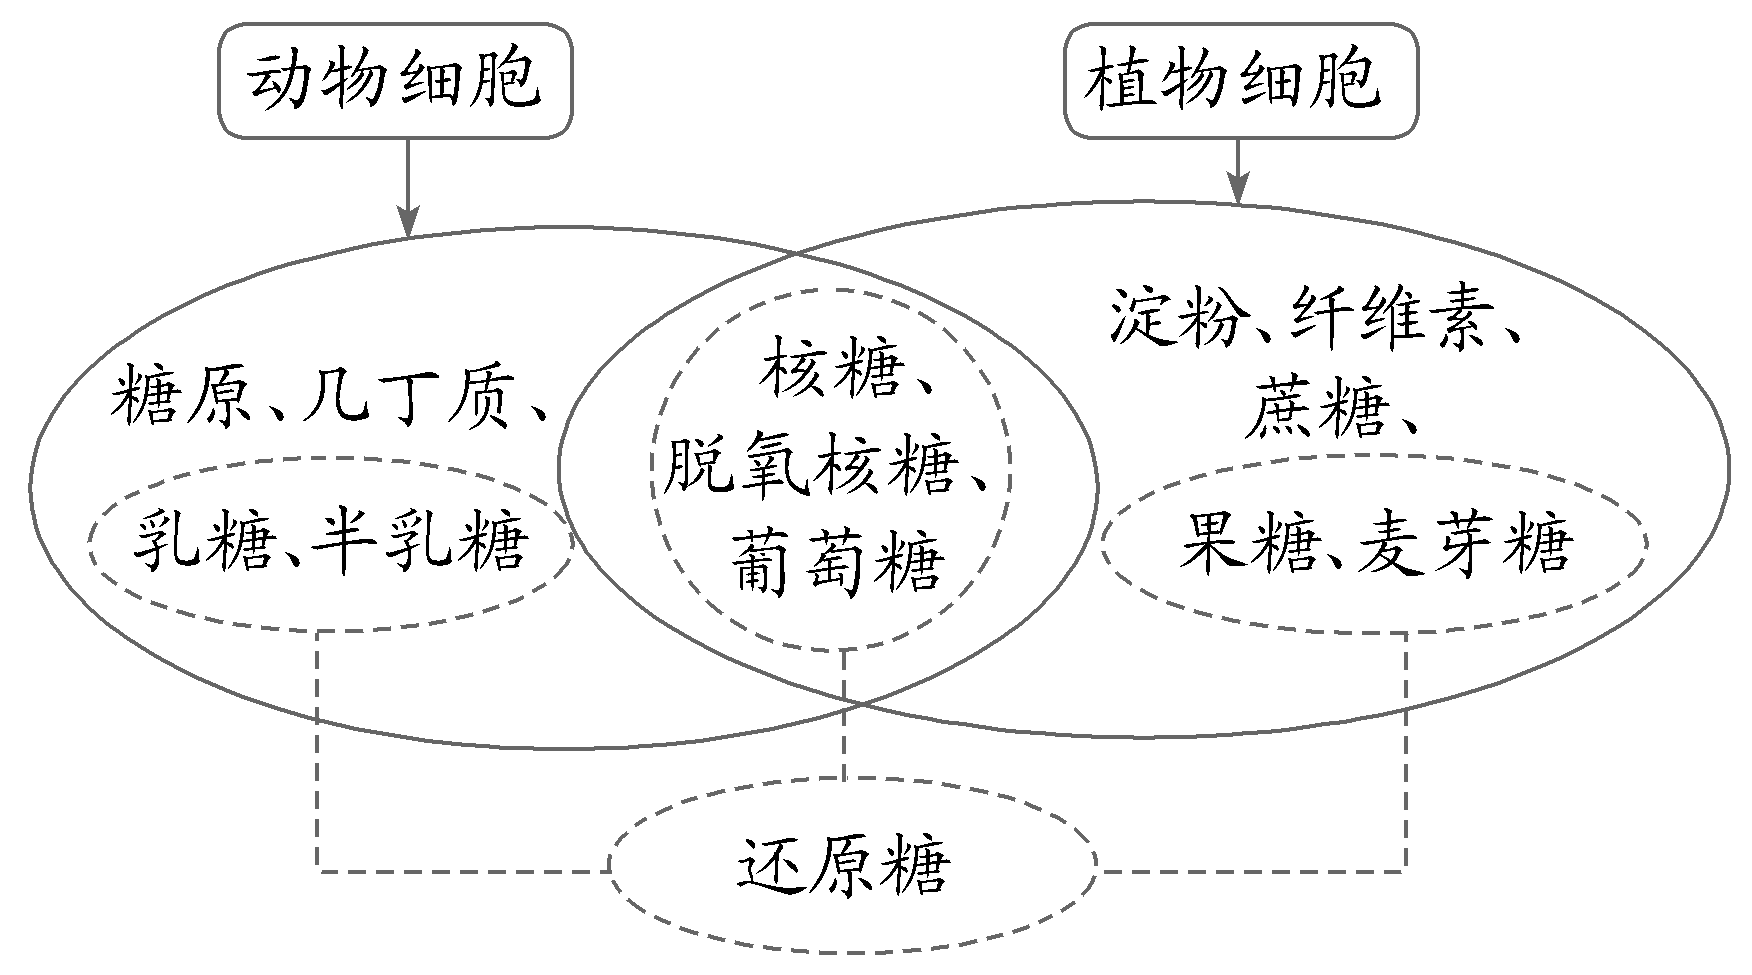 动物细胞
植物细胞
糖原、几丁质、
乳糖、半乳糖
核糖、
脱氧核糖、
葡萄糖
淀粉、纤维素、
蔗糖、
果糖、麦芽糖
还原糖